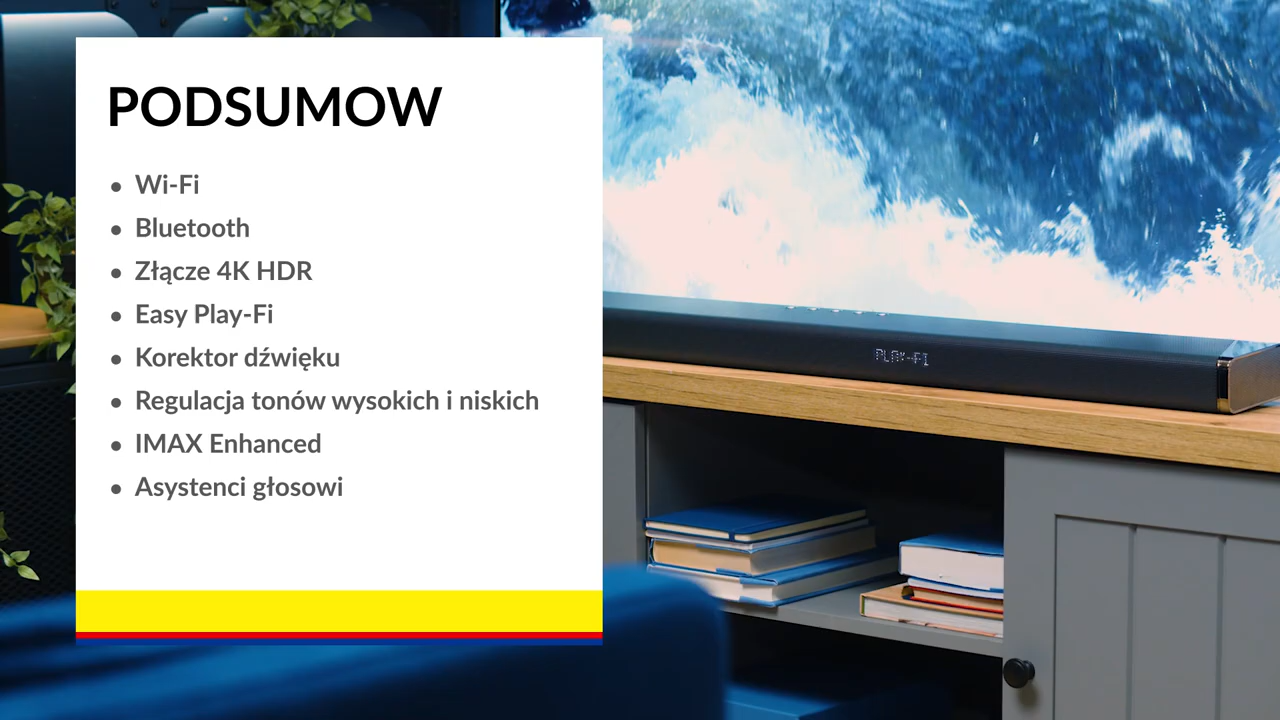 PODSUMOW
Wi-Fi
Bluetooth
Złącze 4K HDR
Easy Play-Fi
Korektor dźwięku
Regulacja tonów wysokich i niskich
IMAX Enhanced
Asystenci głosowi
PLAY-FI